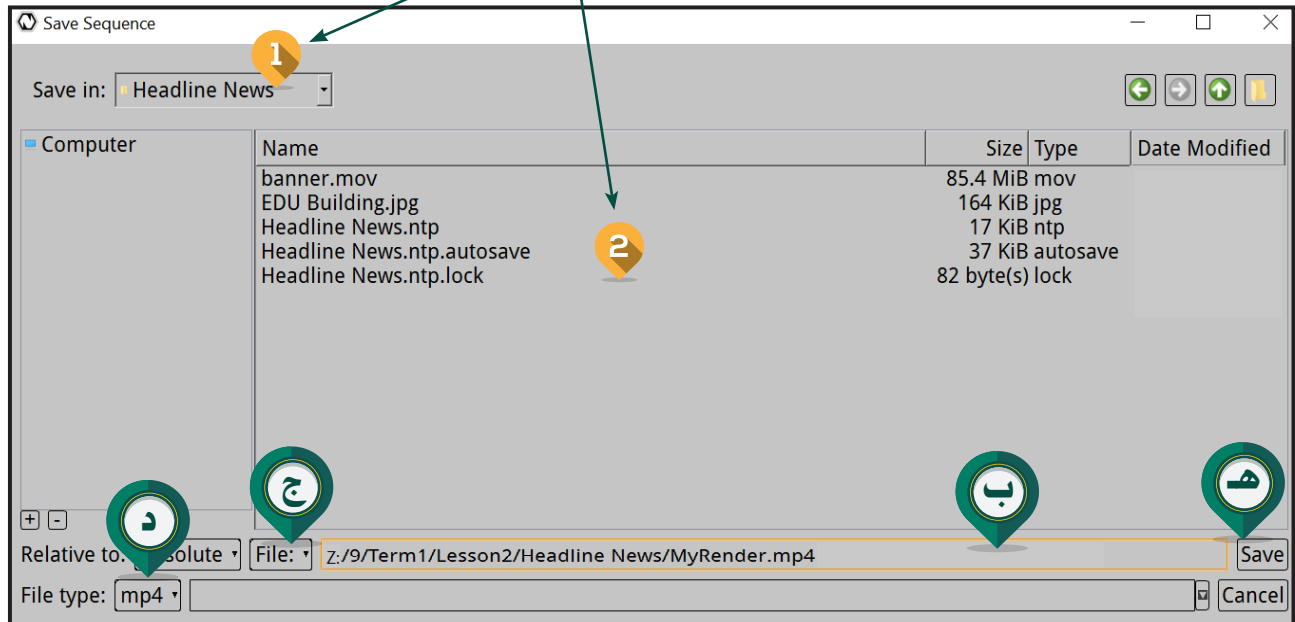 Save Sequence
1
Save in: Headline News
Computer
Name Size Type Date Modified
banner.mov 85.4 MiB mov
EDU Building.jpg 164 KiB jpg
Headline News.ntp 17 KiB ntp
Headline News.ntp.autosave 37 KiB autosave
2
Headline News.ntp.lock 82 byte(s) lock
ج
ب
هـ
د
+ -
Relative to: solute File: Z:/9/Term1/Lesson2/Headline News/MyRender.mp4 Save
File type: mp4 Cancel